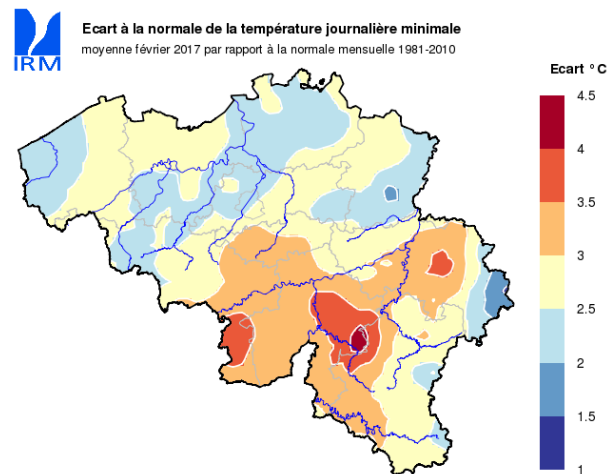 Ecart à la normale de la température journalière minimale
moyenne février 2017 par rapport à la normale mensuelle 1981-2010
IRM
Ecart °C
4.5
4
3.5
3
2.5
2
1.5
1